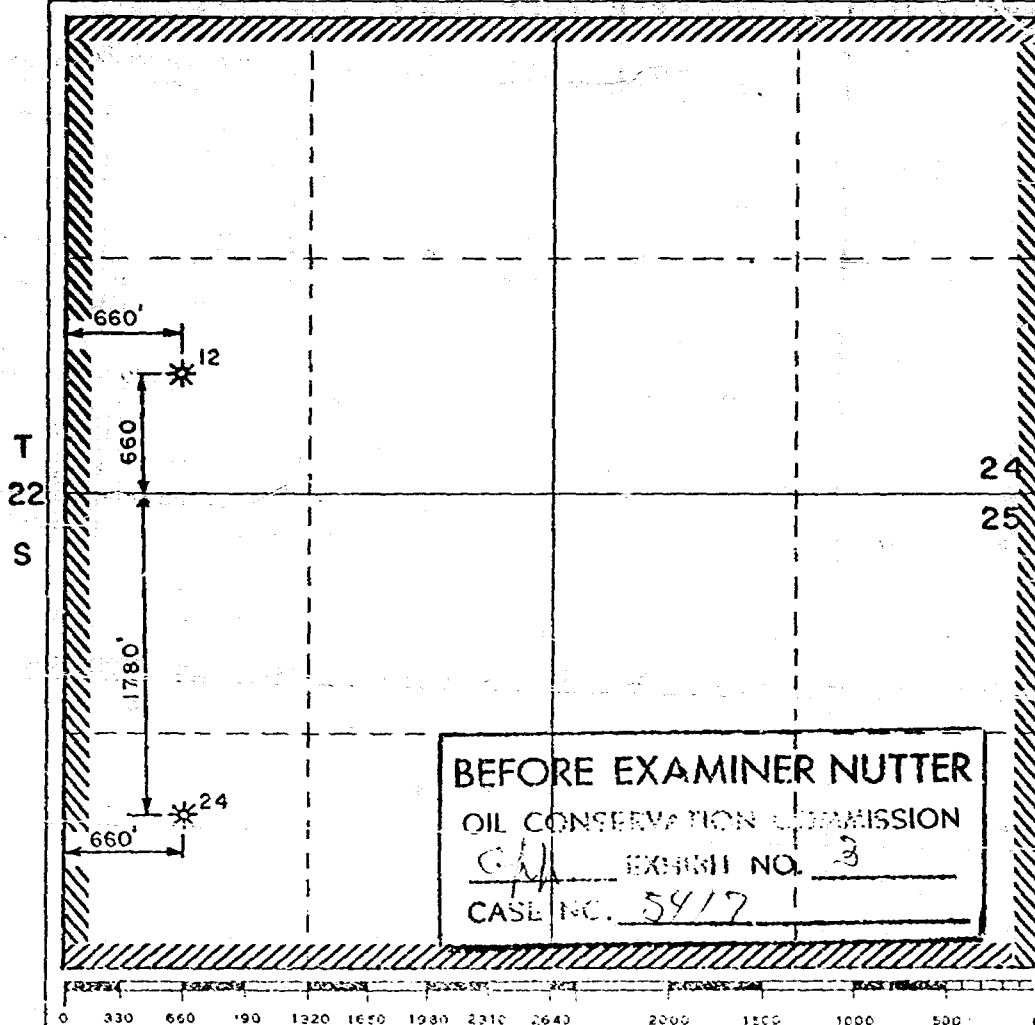 660'
12
660
T
22
S
24
25
1780'
24
660'
BEFORE EXAMINER NUTTER
OIL CONSERVATION COMMISSION
EXHIBIT NO. 3
CASE NO. 5417
0 330 660 990 1320 1650 1980 2310 2640 2000 1500 1000 500